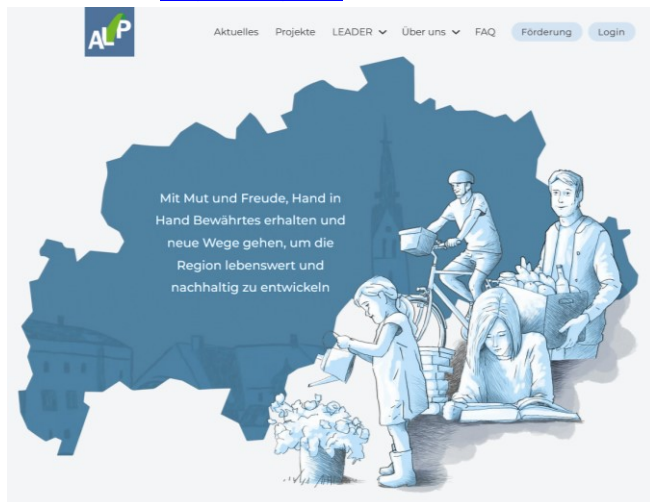 ALP
Aktuelles Projekte LEADER Über uns FAQ Förderung Login
Mit Mut und Freude, Hand in
Hand Bewährtes erhalten und
neue Wege gehen, um die
Region lebenswert und
nachhaltig zu entwickeln